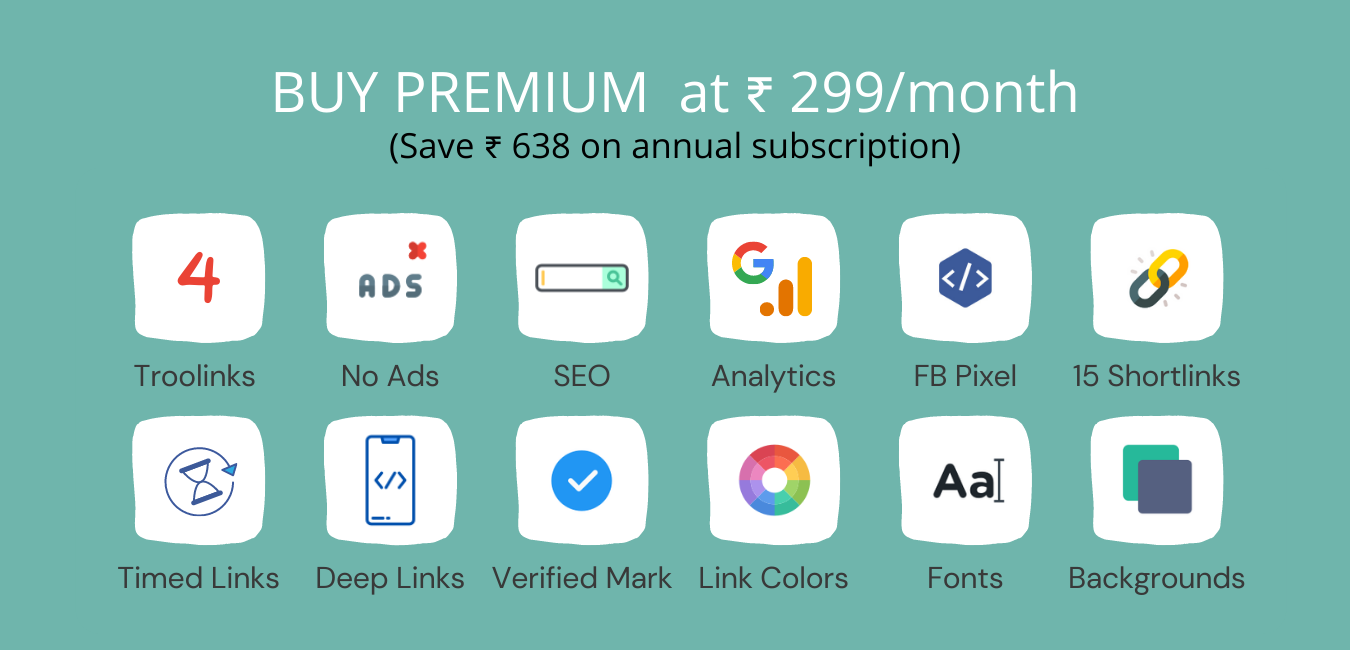 BUY PREMIUM at ₹ 299/month
(Save ₹ 638 on annual subscription)
4
ADS
Troolinks
No Ads
SEO
Analytics
FB Pixel
15 Shortlinks
</>
</>
Aa
Timed Links
Deep Links
Verified Mark
Link Colors
Fonts
Backgrounds